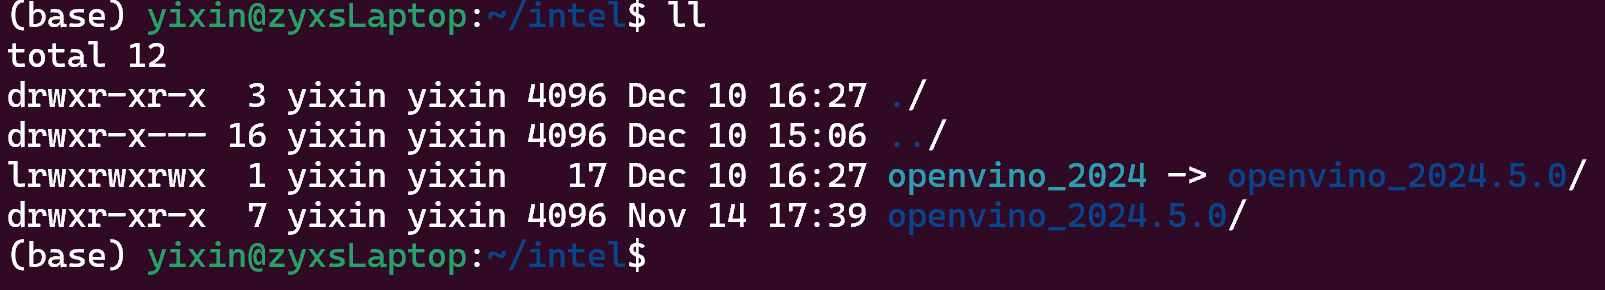 (base) yixin@zyxsLaptop:~/intel$ ll
total 12
drwxr-xr-x  3 yixin yixin 4096 Dec 10 16:27 ./
drwxr-x--- 16 yixin yixin 4096 Dec 10 15:06 ../
lrwxrwxrwx  1 yixin yixin   17 Dec 10 16:27 openvino_2024 -> openvino_2024.5.0/
drwxr-xr-x  7 yixin yixin 4096 Nov 14 17:39 openvino_2024.5.0/
(base) yixin@zyxsLaptop:~/intel$